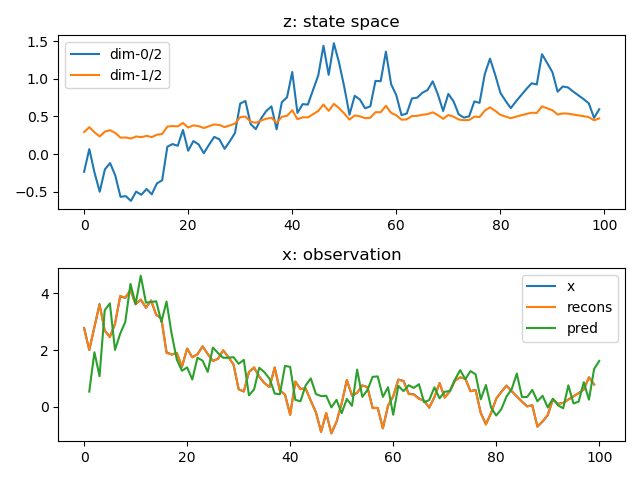 z: state space
dim-0/2
dim-1/2
1.5
1.0
0.5
0.0
−0.5
0 20 40 60 80 100
x: observation
x
recons
pred
4
2
0
0 20 40 60 80 100